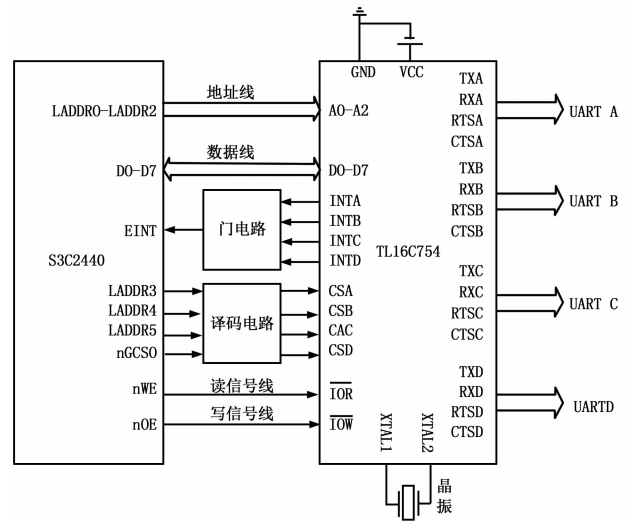 GND VCC
LADDRO-LADDR2 地址线 AO-A2
DO-D7 数据线 DO-D7
EINT 门电路 INTA
INTB
INTC
INTD
S3C2440
TL16C754
LADDR3
LADDR4
LADDR5
nGCSO
译码电路
CSA
CSB
CAC
CSD
nWE 读信号线 IOR
nOE 写信号线 IOW
TXA
RXA
RTSA
CTSA
UART A
TXB
RXB
RTSB
CTSB
UART B
TXC
RXC
RTSC
CTSC
UART C
TXD
RXD
RTSD
CTSD
UARTD
XTAL1
XTAL2
晶
振